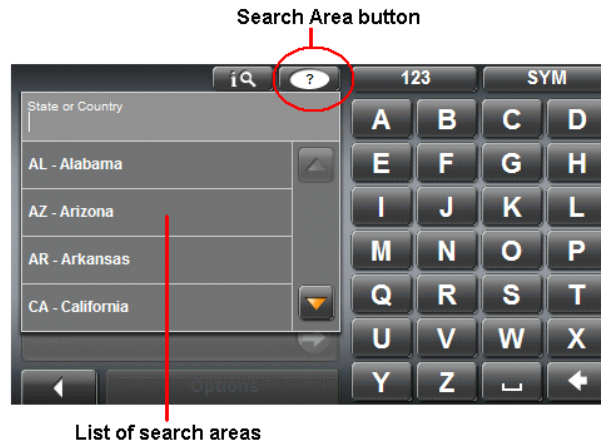 Search Area button
i
?
123
SYM
State or Country
A
B
C
D
AL - Alabama
E
F
G
H
AZ - Arizona
I
J
K
L
AR - Arkansas
M
N
O
P
CA - California
Q
R
S
T
U
V
W
X
Options
Y
Z
List of search areas